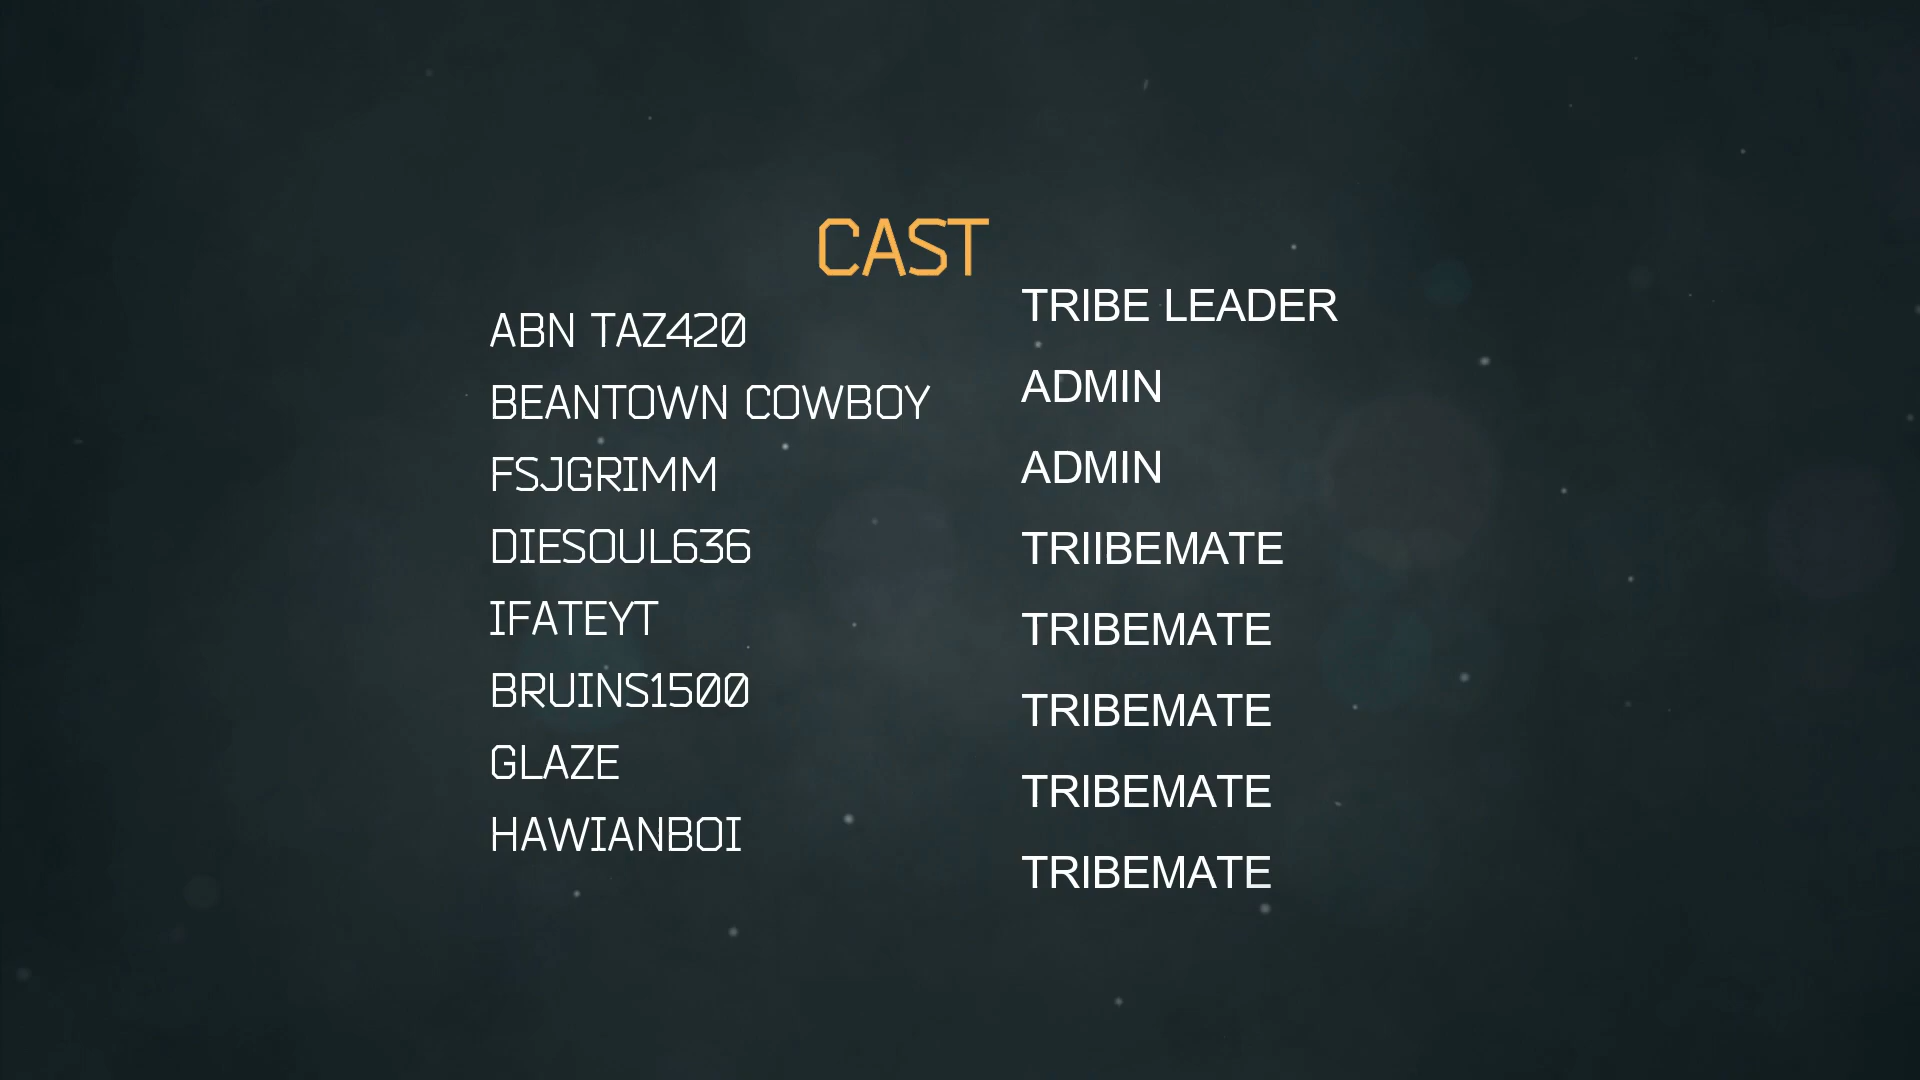 CAST
ABN TAZ420 TRIBE LEADER
BEANTOWN COWBOY ADMIN
FSJGRIMM ADMIN
DIESOUL636 TRIIBEMATE
IFATEYT TRIBEMATE
BRUINS1500 TRIBEMATE
GLAZE TRIBEMATE
HAWIANBOI TRIBEMATE